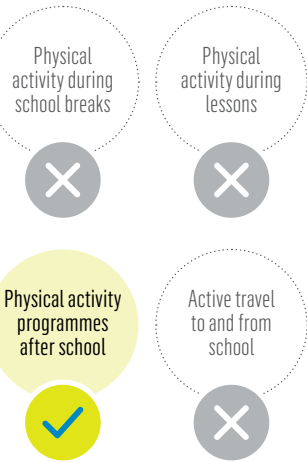 Physical
activity during
school breaks
Physical
activity during
lessons
Physical activity
programmes
after school
Active travel
to and from
school